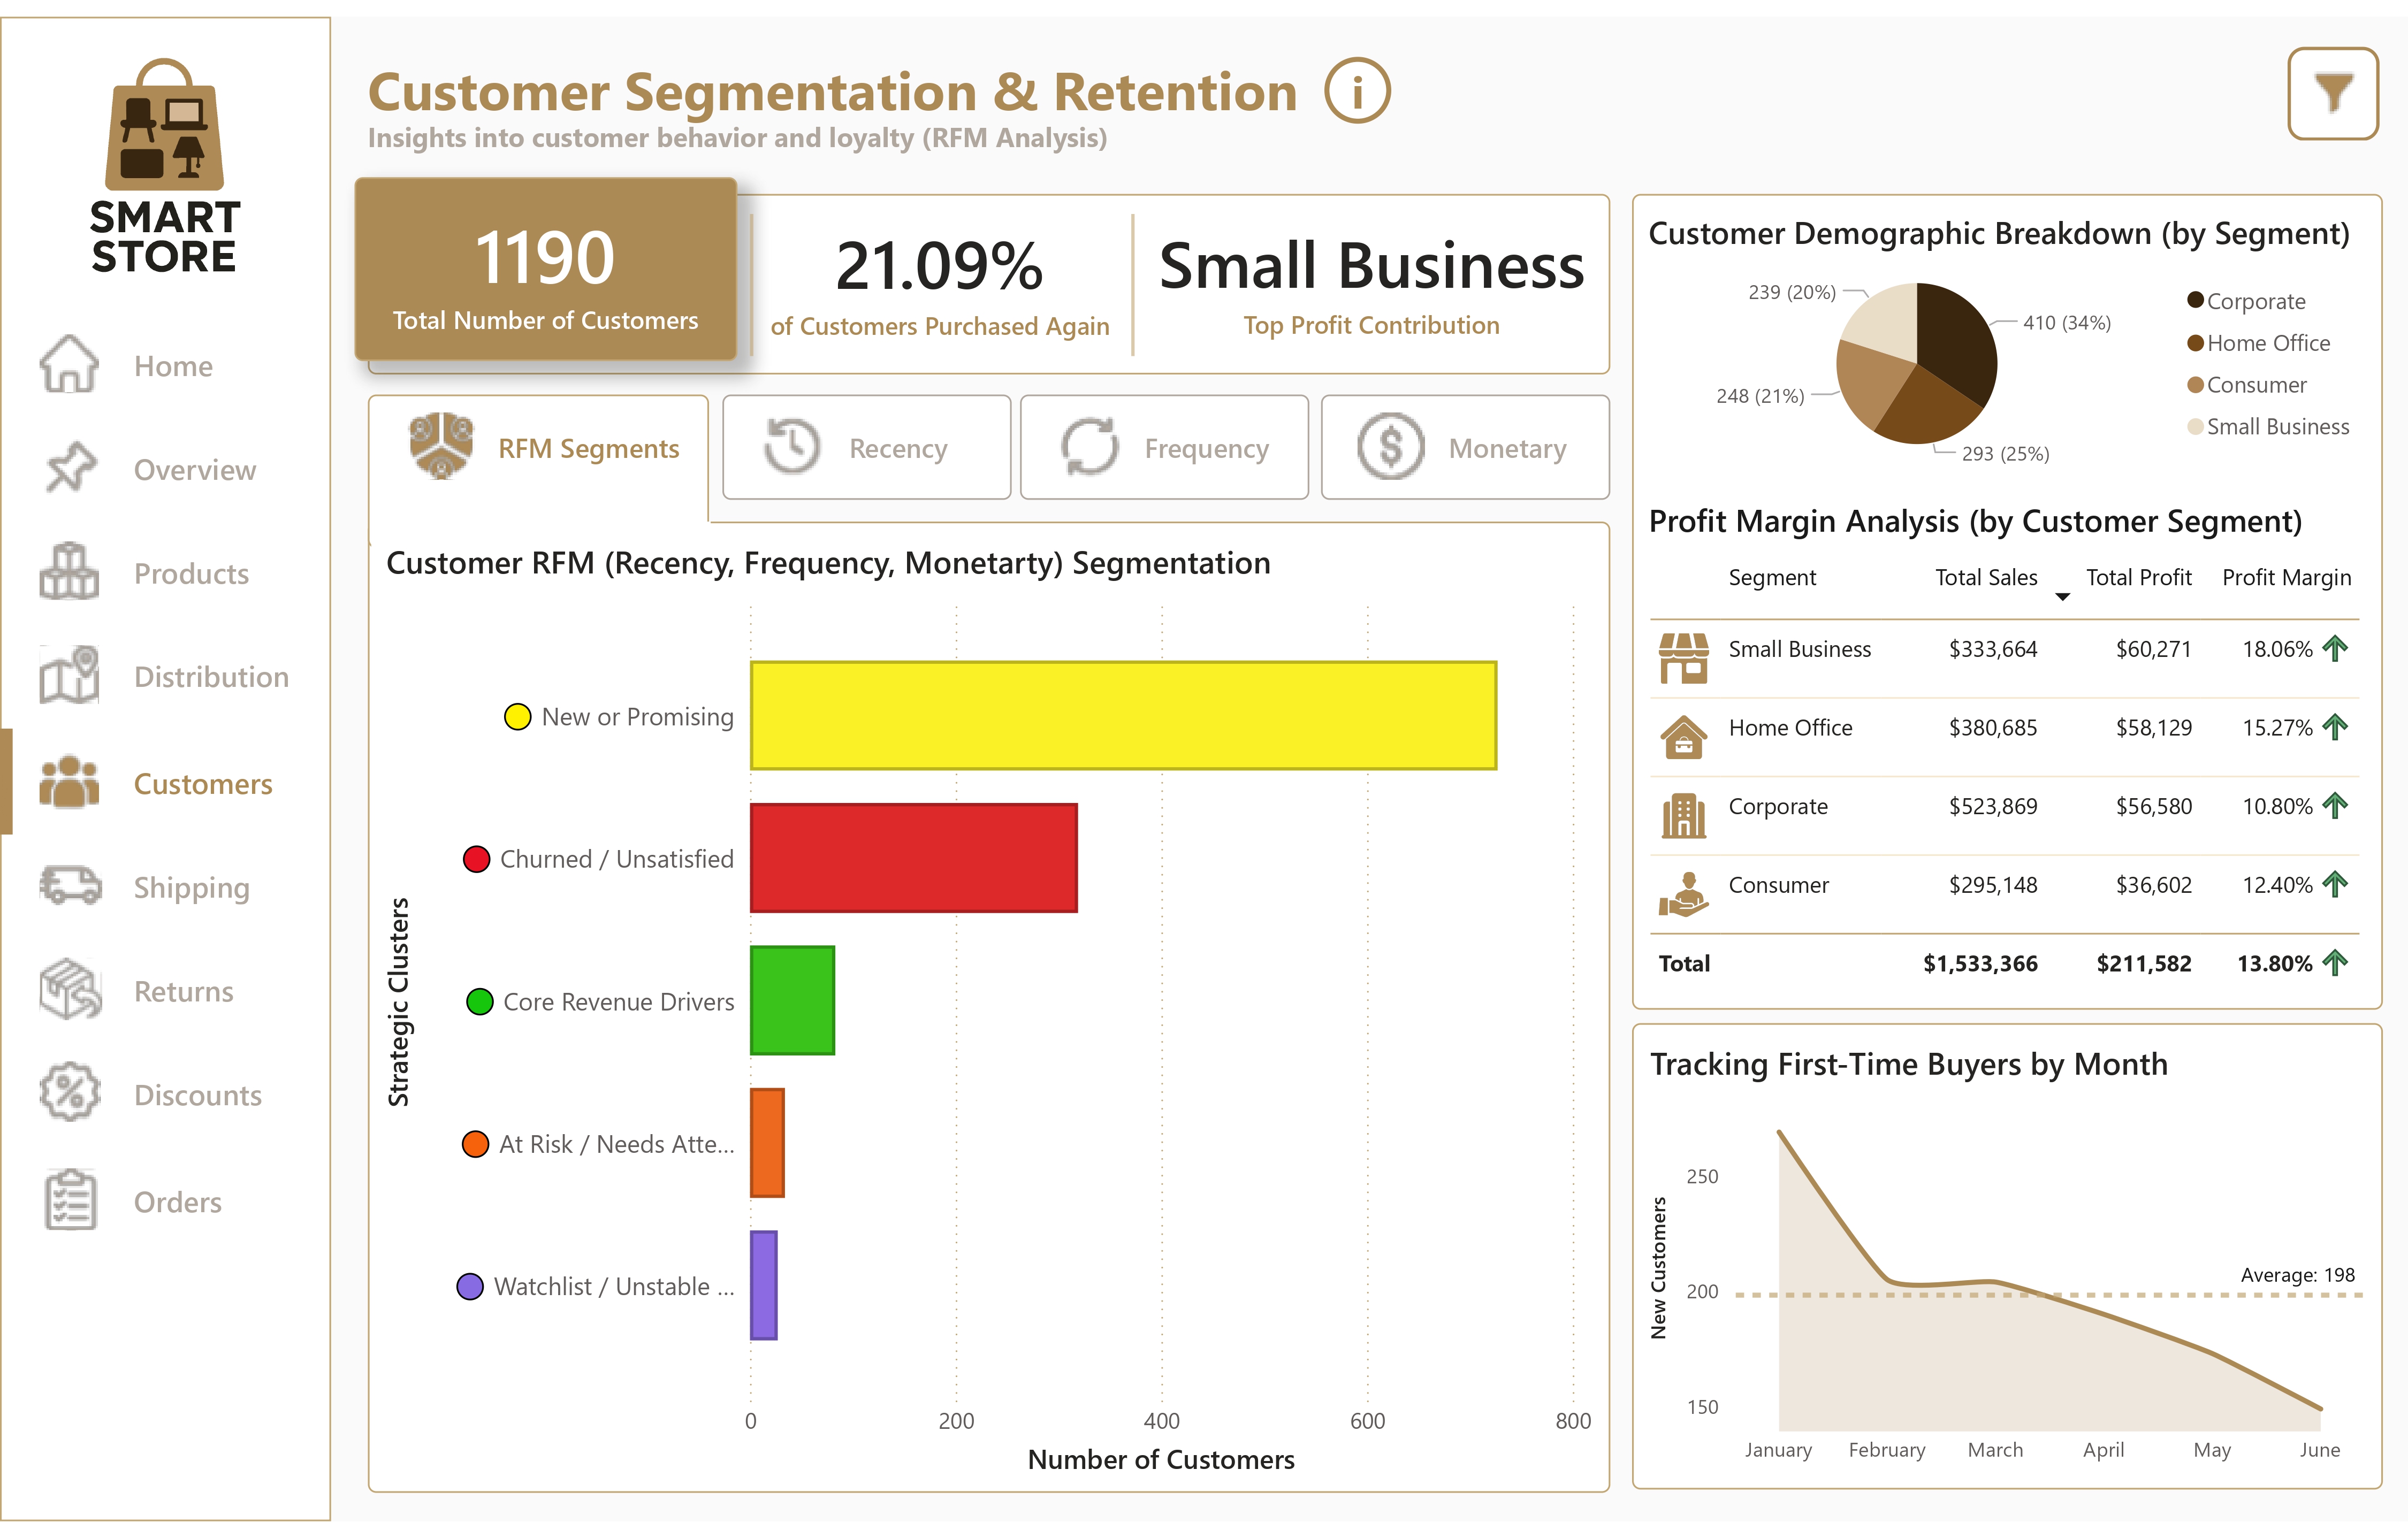 SMART
STORE
Home
Overview
Products
Distribution
Customers
Shipping
Returns
Discounts
Orders
Customer Segmentation & Retention
i
Insights into customer behavior and loyalty (RFM Analysis)
1190
Total Number of Customers
21.09%
of Customers Purchased Again
Small Business
Top Profit Contribution
RFM Segments
Recency
Frequency
$
Monetary
Customer RFM (Recency, Frequency, Monetarty) Segmentation
Strategic Clusters
New or Promising
Churned / Unsatisfied
Core Revenue Drivers
At Risk / Needs Atte...
Watchlist / Unstable ...
0 200 400 600 800
Number of Customers
Customer Demographic Breakdown (by Segment)
239 (20%)
410 (34%)
248 (21%)
293 (25%)
Corporate
Home Office
Consumer
Small Business
Profit Margin Analysis (by Customer Segment)
Segment Total Sales Total Profit Profit Margin
Small Business $333,664 $60,271 18.06%
Home Office $380,685 $58,129 15.27%
Corporate $523,869 $56,580 10.80%
Consumer $295,148 $36,602 12.40%
Total $1,533,366 $211,582 13.80%
Tracking First-Time Buyers by Month
New Customers
250
200
150
Average: 198
January February March April May June